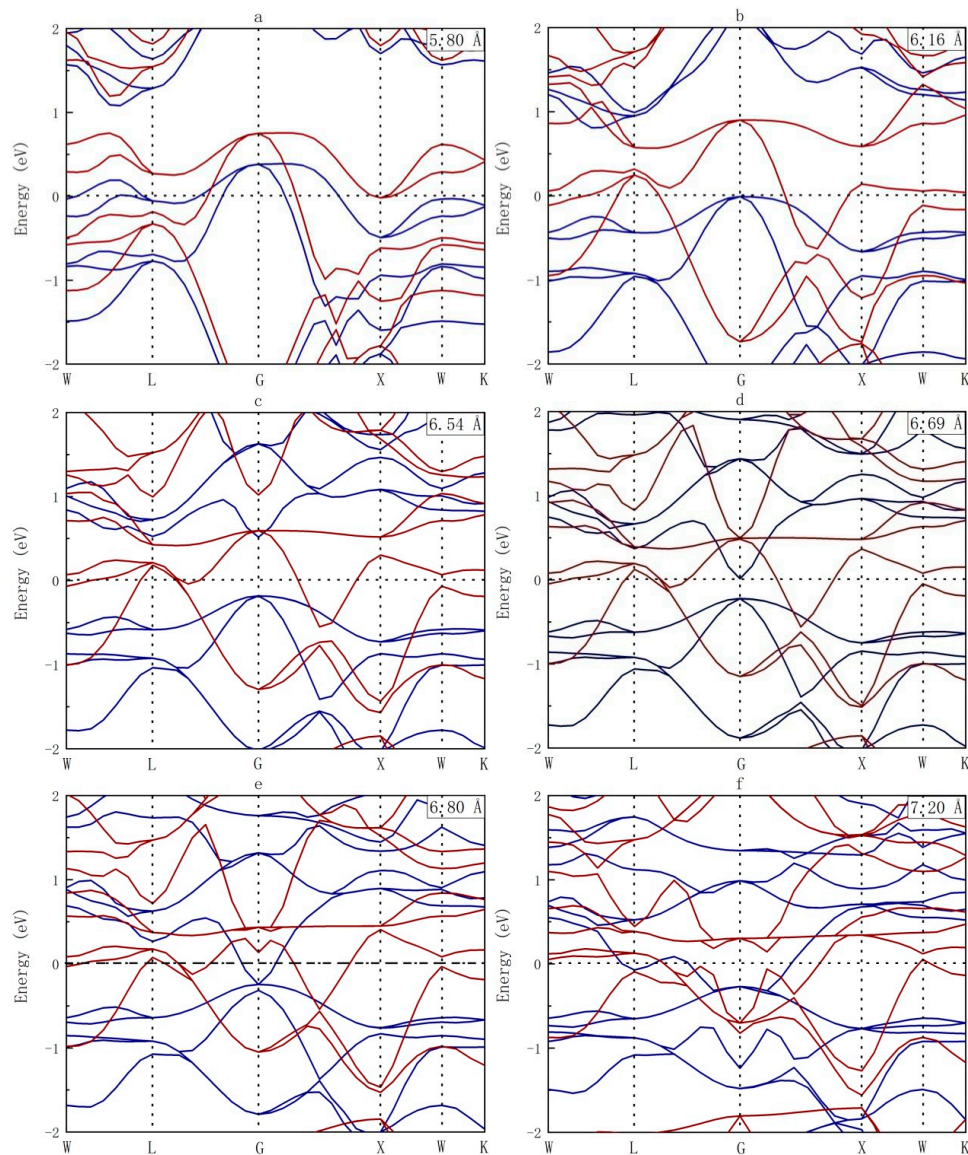 a
b
5.80 Å
6.16 Å
Energy (eV)
2
1
0
-1
-2
W L G X W K
Energy (eV)
2
1
0
-1
-2
W L G X W K
c
d
6.54 Å
6.69 Å
Energy (eV)
2
1
0
-1
-2
W L G X W K
Energy (eV)
2
1
0
-1
-2
W L G X W K
e
f
6.80 Å
7.20 Å
Energy (eV)
2
1
0
-1
-2
W L G X W K
Energy (eV)
2
1
0
-1
-2
W L G X W K